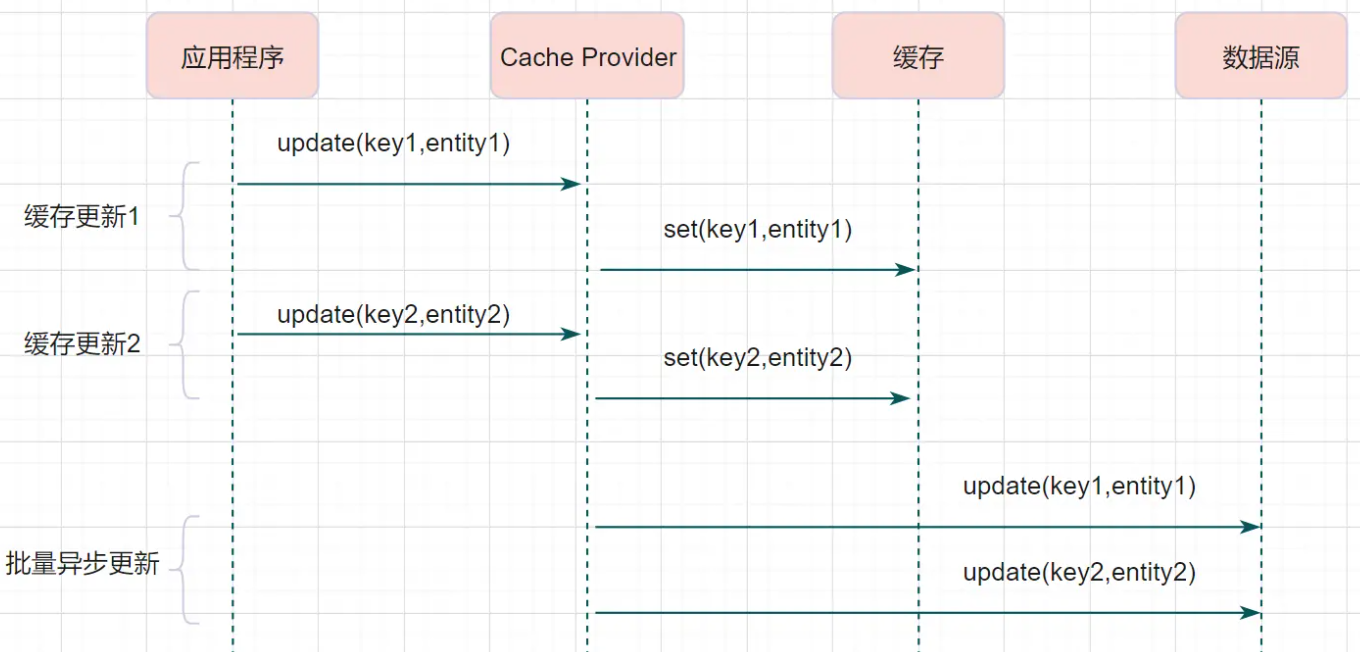 应用程序
Cache Provider
缓存
数据源
update(key1,entity1)
缓存更新1
set(key1,entity1)
update(key2,entity2)
缓存更新2
set(key2,entity2)
update(key1,entity1)
批量异步更新
update(key2,entity2)